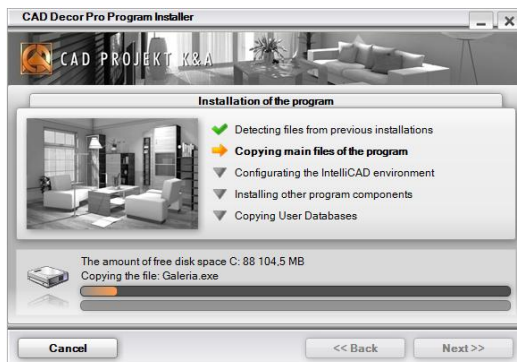 CAD Decor Pro Program Installer
CAD PROJEKT K&A
Installation of the program
Detecting files from previous installations
Copying main files of the program
Configurating the IntelliCAD environment
Installing other program components
Copying User Databases
The amount of free disk space C: 88 104,5 MB
Copying the file: Galeria.exe
Cancel
<< Back
Next >>